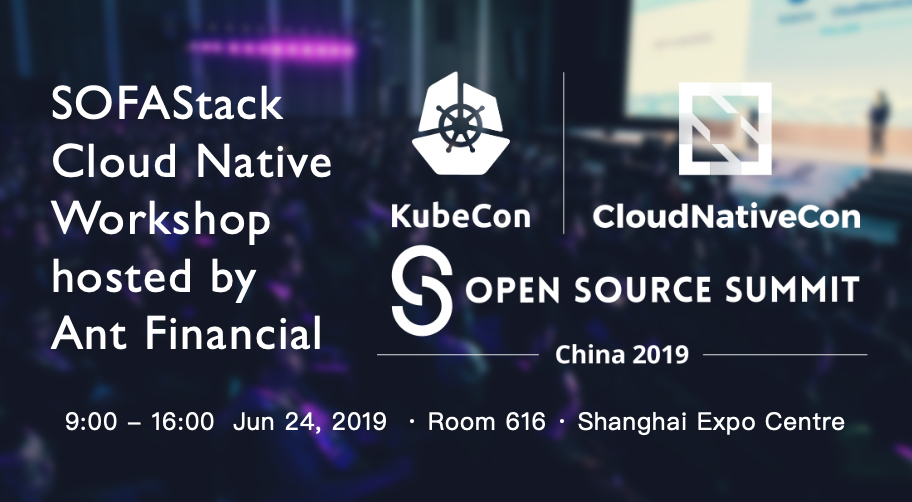 SOFAStack
Cloud Native
Workshop
hosted by
Ant Financial
KubeCon
CloudNativeCon
OPEN SOURCE SUMMIT
China 2019
9:00 – 16:00 Jun 24, 2019 · Room 616 · Shanghai Expo Centre